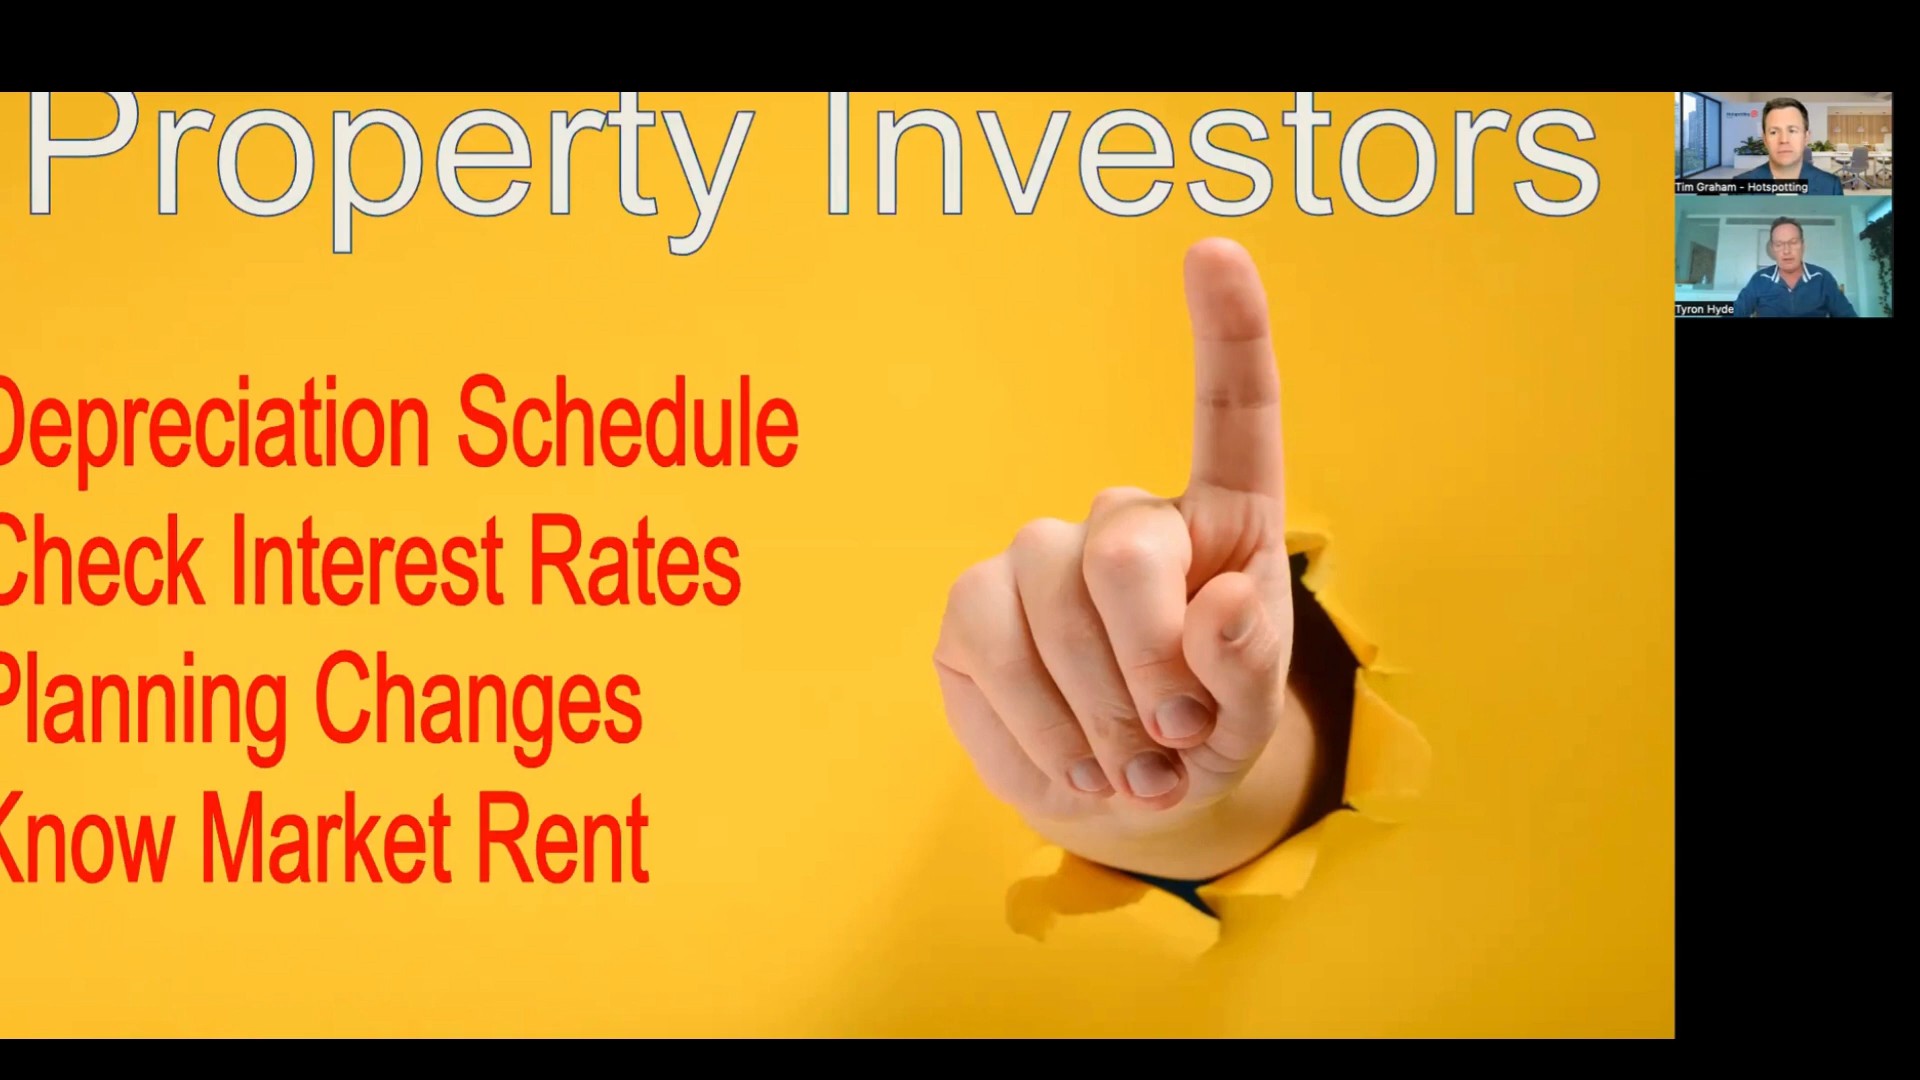 Property Investors
Depreciation Schedule
Check Interest Rates
Planning Changes
Know Market Rent
Tim Graham - Hotspotting
Tyron Hyde